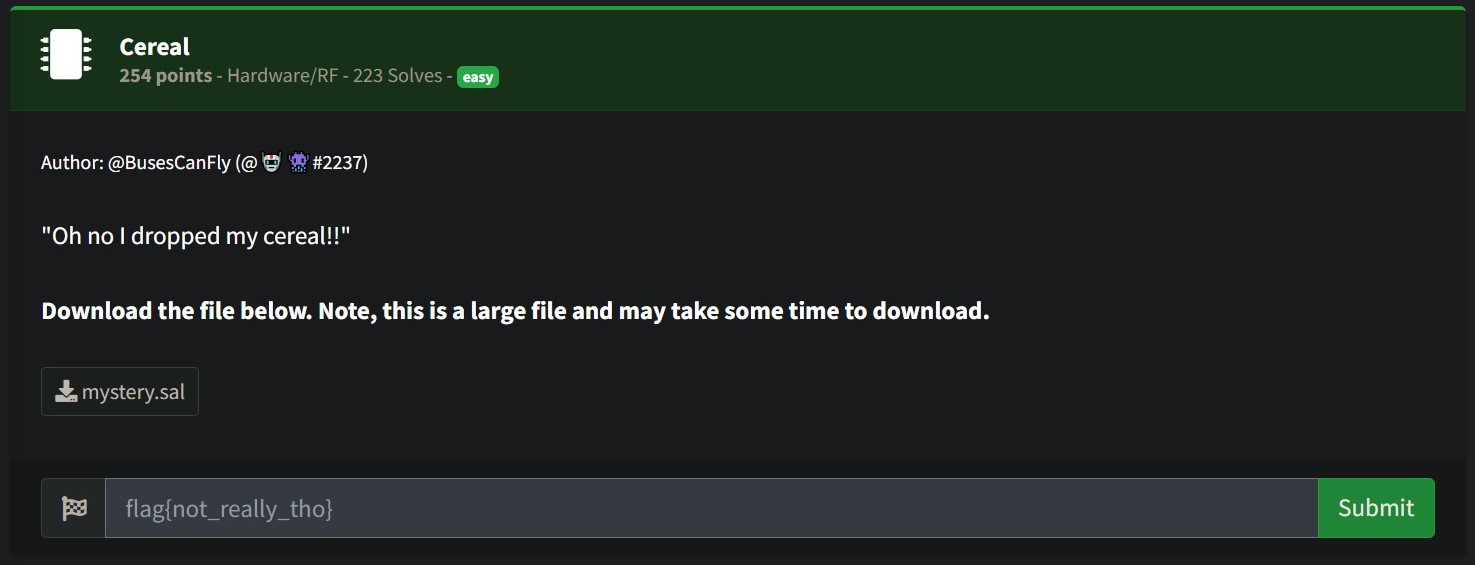 Cereal
254 points - Hardware/RF - 223 Solves - easy
Author: @BusesCanFly (@🤖 👾#2237)
"Oh no I dropped my cereal!!"
Download the file below. Note, this is a large file and may take some time to download.
mystery.sal
flag{not_really_tho}
Submit